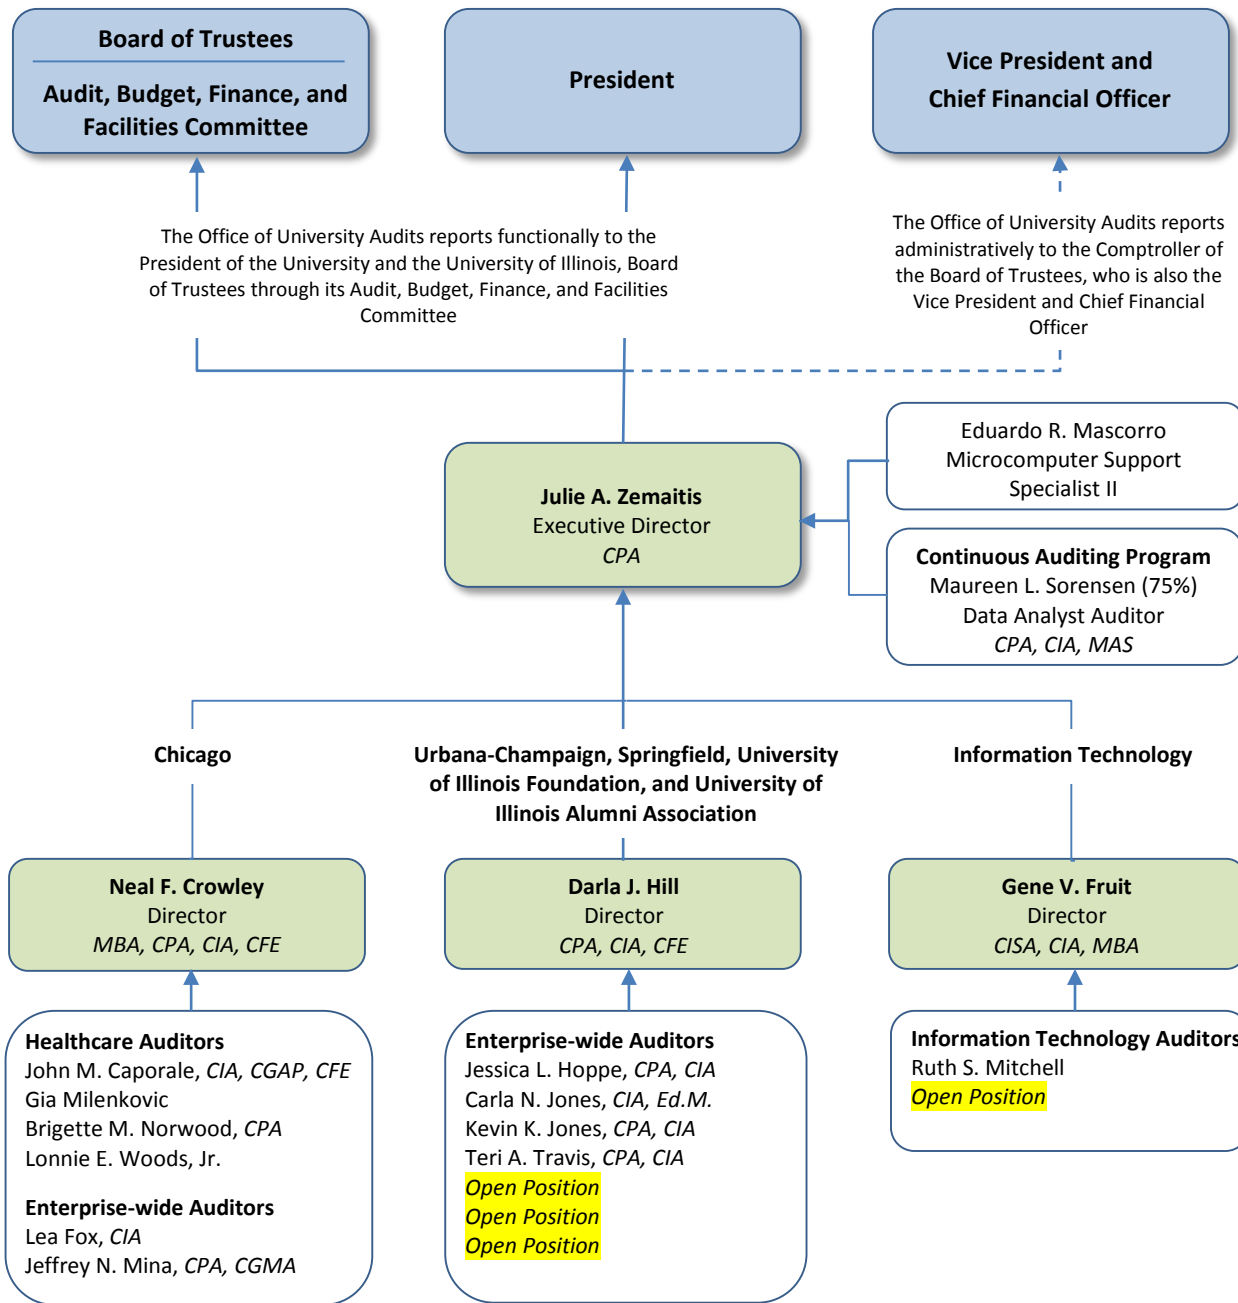 Board of Trustees
Audit, Budget, Finance, and
Facilities Committee
President
Vice President and
Chief Financial Officer
The Office of University Audits reports functionally to the
President of the University and the University of Illinois, Board
of Trustees through its Audit, Budget, Finance, and Facilities
Committee
The Office of University Audits reports
administratively to the Comptroller of
the Board of Trustees, who is also the
Vice President and Chief Financial
Officer
Julie A. Zemaitis
Executive Director
CPA
Eduardo R. Mascorro
Microcomputer Support
Specialist II
Continuous Auditing Program
Maureen L. Sorensen (75%)
Data Analyst Auditor
CPA, CIA, MAS
Chicago
Urbana-Champaign, Springfield, University
of Illinois Foundation, and University of
Illinois Alumni Association
Information Technology
Neal F. Crowley
Director
MBA, CPA, CIA, CFE
Darla J. Hill
Director
CPA, CIA, CFE
Gene V. Fruit
Director
CISA, CIA, MBA
Healthcare Auditors
John M. Caporale, CIA, CGAP, CFE
Gia Milenkovic
Brigette M. Norwood, CPA
Lonnie E. Woods, Jr.
Enterprise-wide Auditors
Lea Fox, CIA
Jeffrey N. Mina, CPA, CGMA
Enterprise-wide Auditors
Jessica L. Hoppe, CPA, CIA
Carla N. Jones, CIA, Ed.M.
Kevin K. Jones, CPA, CIA
Teri A. Travis, CPA, CIA
Open Position
Open Position
Open Position
Information Technology Auditors
Ruth S. Mitchell
Open Position